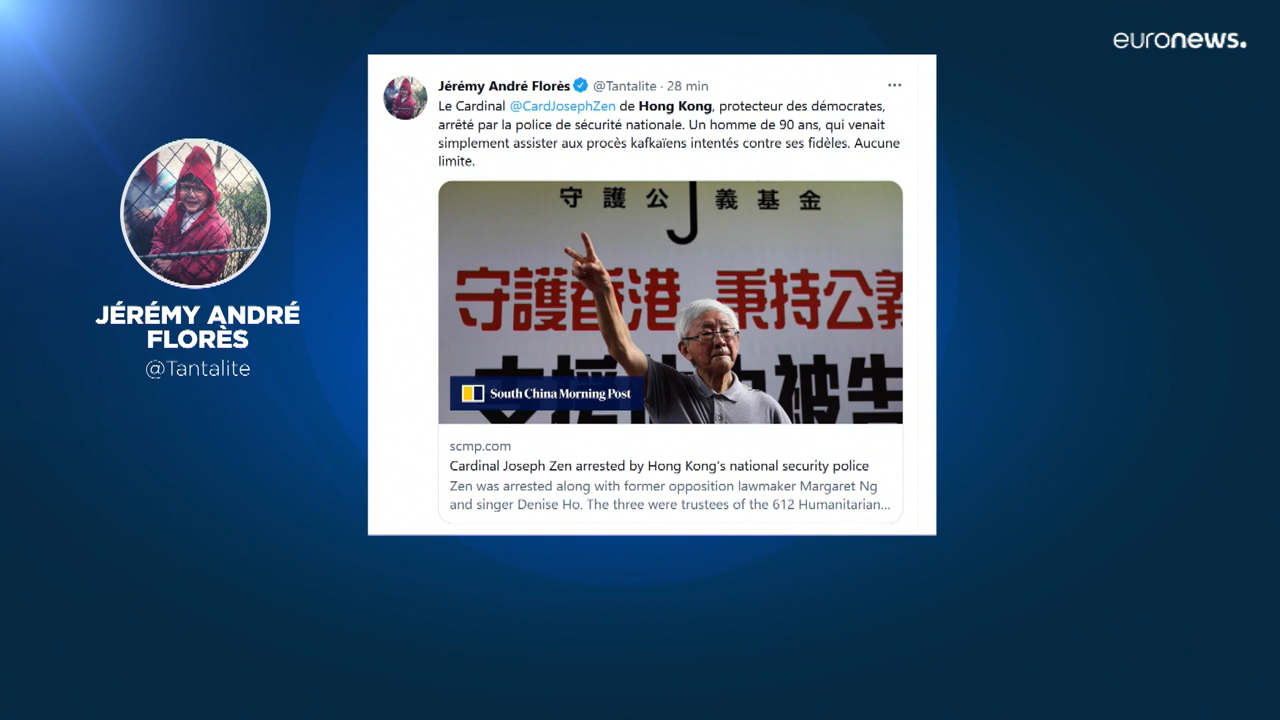 euronews.
Jérémy André Florès @Tantalite · 28 min
Le Cardinal @CardJosephZen de Hong Kong, protecteur des démocrates,
arrêté par la police de sécurité nationale. Un homme de 90 ans, qui venait
simplement assister aux procès kafkaïens intentés contre ses fidèles. Aucune
limite.
守護公義基金
守護香港 秉持公義
被告
South China Morning Post
scmp.com
Cardinal Joseph Zen arrested by Hong Kong's national security police
Zen was arrested along with former opposition lawmaker Margaret Ng
and singer Denise Ho. The three were trustees of the 612 Humanitarian...
JÉRÉMY ANDRÉ
FLORÈS
@Tantalite